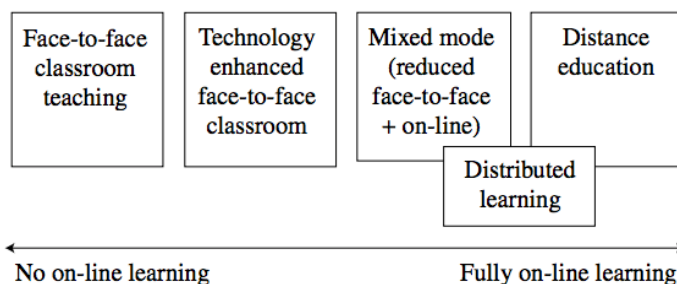 Face-to-face
classroom
teaching
Technology
enhanced
face-to-face
classroom
Mixed mode
(reduced
face-to-face
+ on-line)
Distance
education
Distributed
learning
No on-line learning
Fully on-line learning